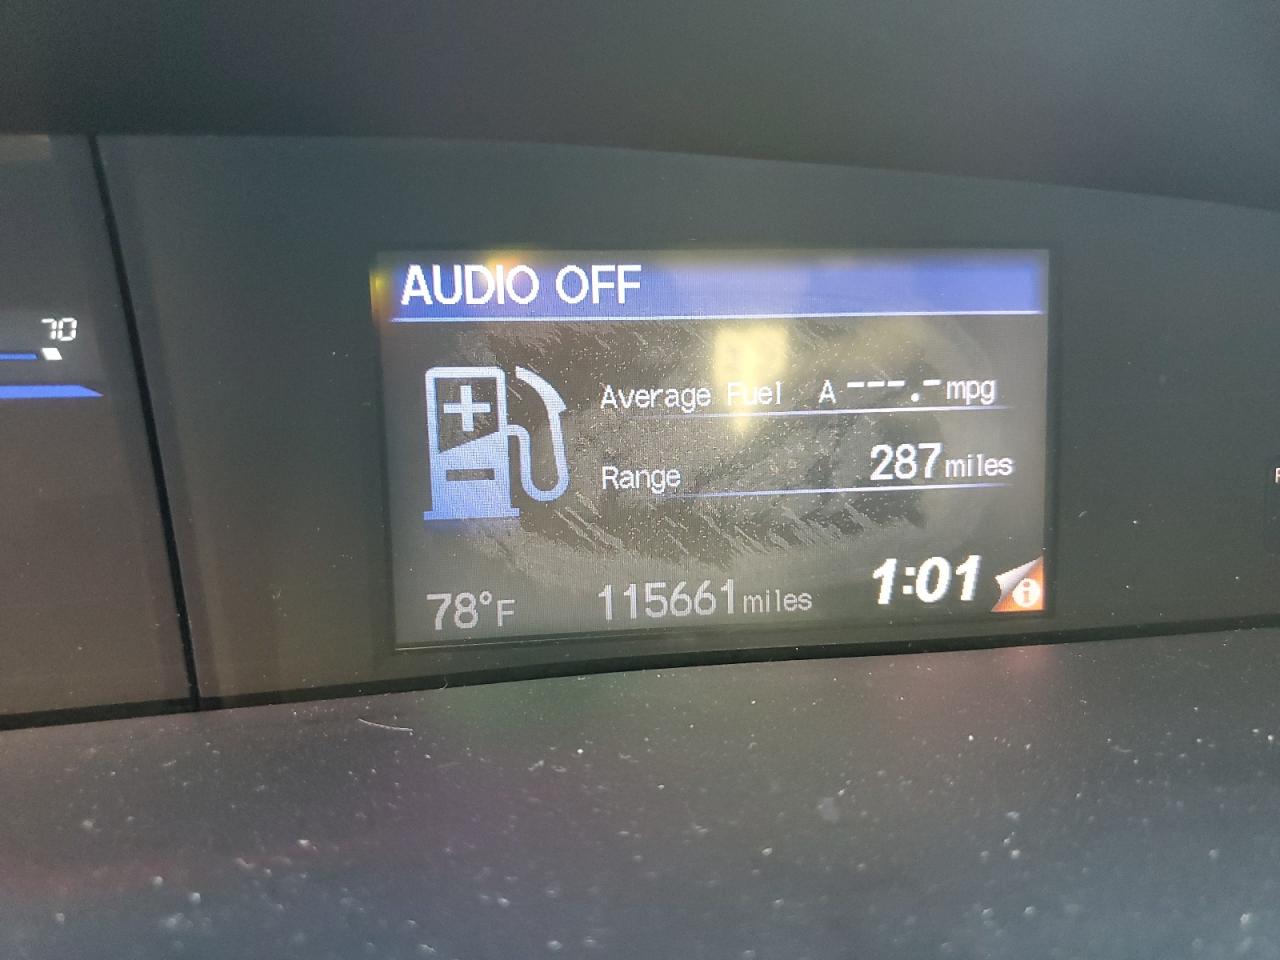 AUDIO OFF
70
Average Fuel A ---.- mpg
Range 287 miles
78°F 115661 miles 1:01 i